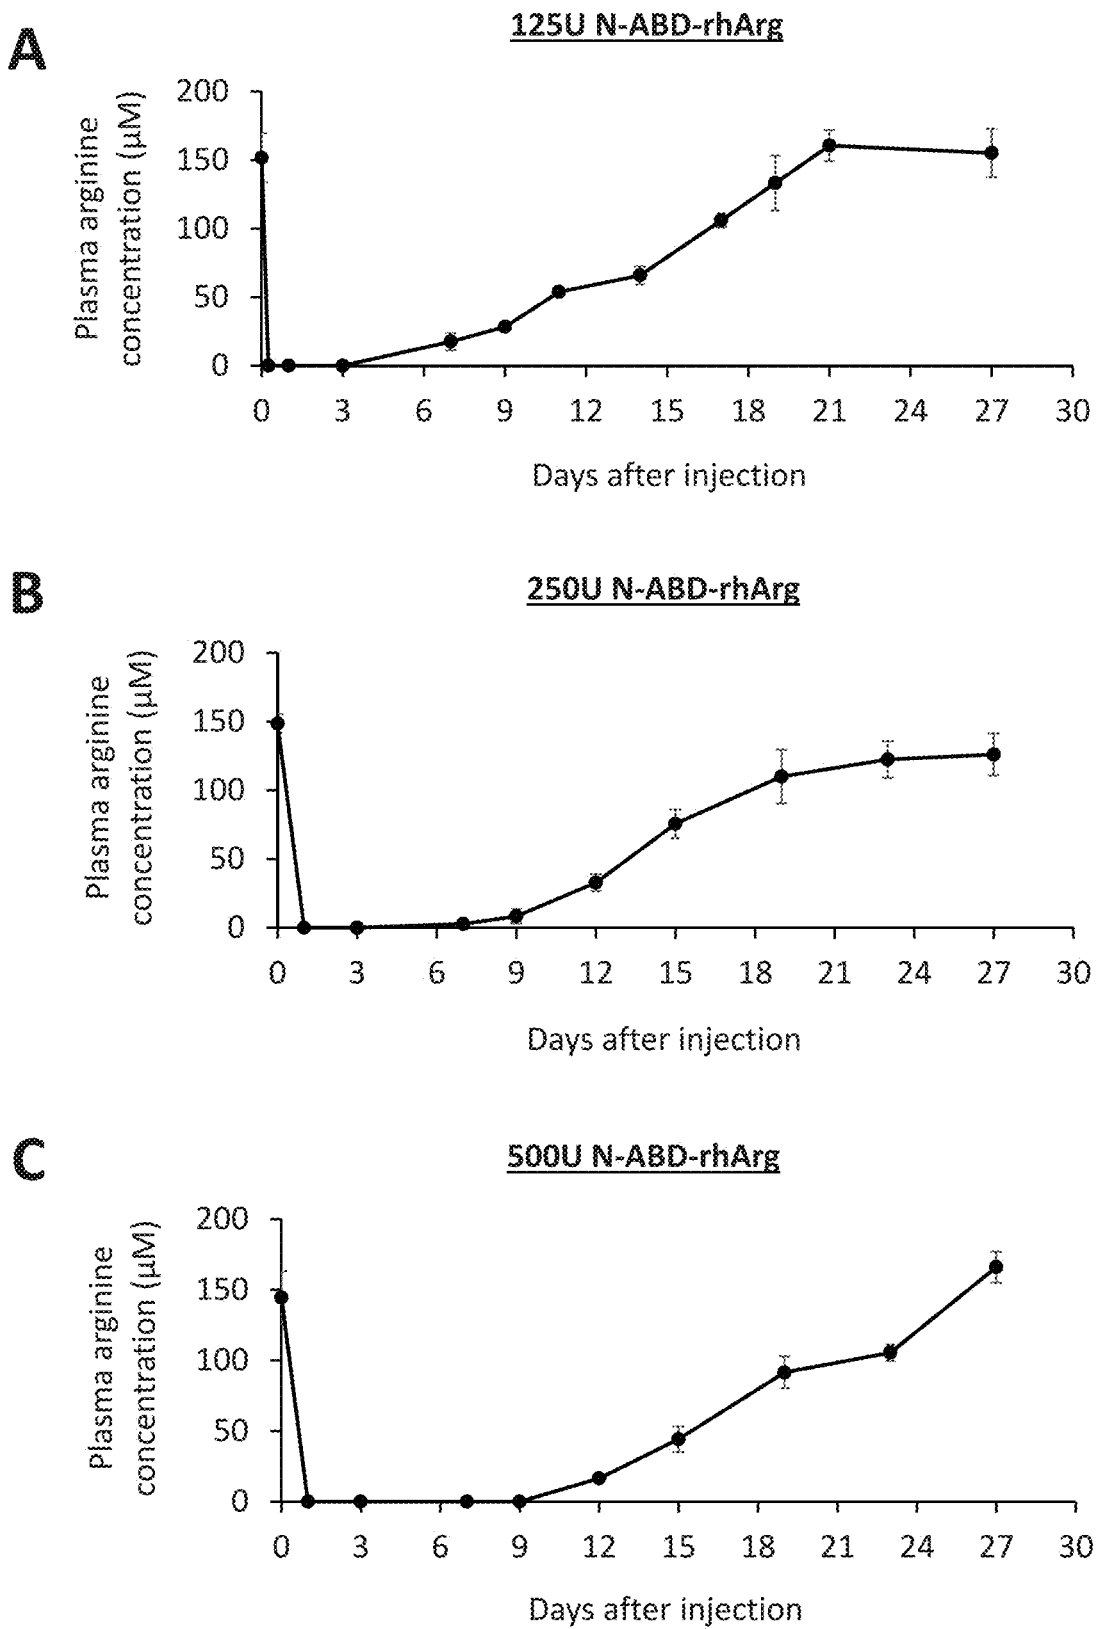 A
125U N-ABD-rhArg
Plasma arginine
concentration (µM)
200
150
100
50
0
0 3 6 9 12 15 18 21 24 27 30
Days after injection
B
250U N-ABD-rhArg
Plasma arginine
concentration (µM)
200
150
100
50
0
0 3 6 9 12 15 18 21 24 27 30
Days after injection
C
500U N-ABD-rhArg
Plasma arginine
concentration (µM)
200
150
100
50
0
0 3 6 9 12 15 18 21 24 27 30
Days after injection